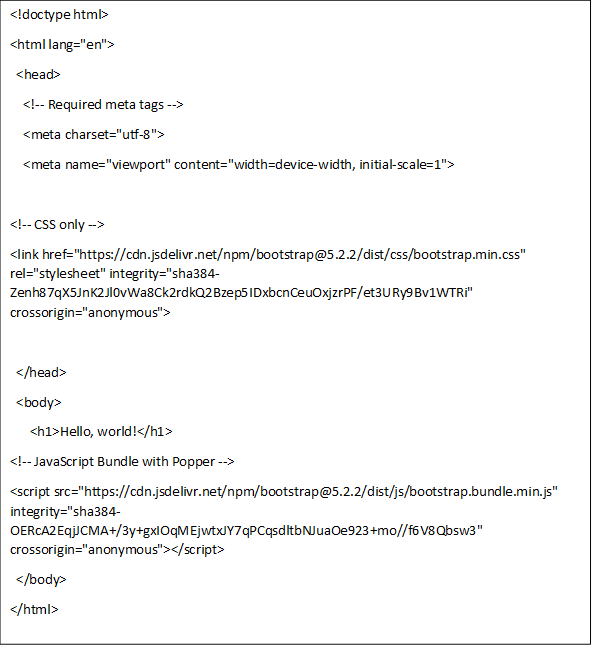 <!doctype html>
<html lang="en">
<head>
<!-- Required meta tags -->
<meta charset="utf-8">
<meta name="viewport" content="width=device-width, initial-scale=1">
<!-- CSS only -->
<link href="https://cdn.jsdelivr.net/npm/bootstrap@5.2.2/dist/css/bootstrap.min.css"
rel="stylesheet" integrity="sha384-
Zenh87qX5JnK2Jl0vWa8Ck2rdkQ2Bzep5IDxbcnCeuOxjzrPF/et3URy9Bv1WTRi"
crossorigin="anonymous">
</head>
<body>
<h1>Hello, world!</h1>
<!-- JavaScript Bundle with Popper -->
<script src="https://cdn.jsdelivr.net/npm/bootstrap@5.2.2/dist/js/bootstrap.bundle.min.js"
integrity="sha384-
OERcA2EqjJCMA+/3y+gxIOqMEjwtxJY7qPCqsdltbNJuaOe923+mo//f6V8Qbsw3"
crossorigin="anonymous"></script>
</body>
</html>